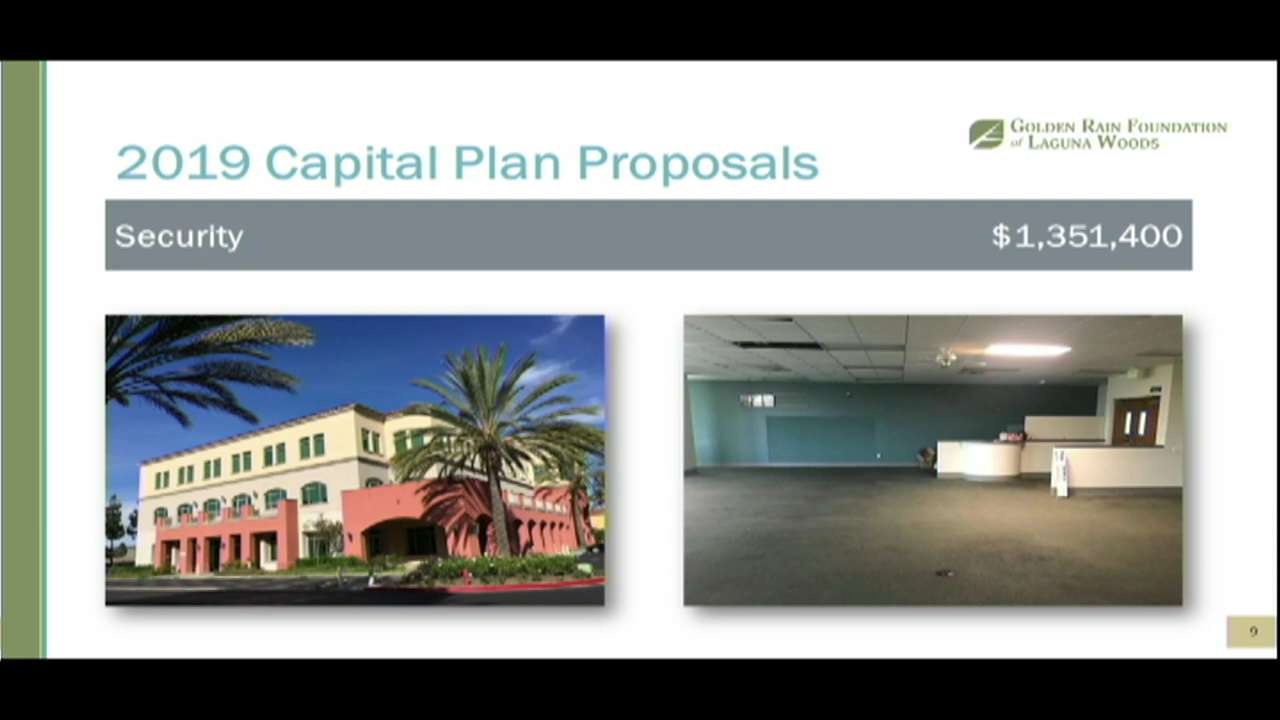 GOLDEN RAIN FOUNDATION
of LAGUNA WOODS
2019 Capital Plan Proposals
Security $1,351,400
9